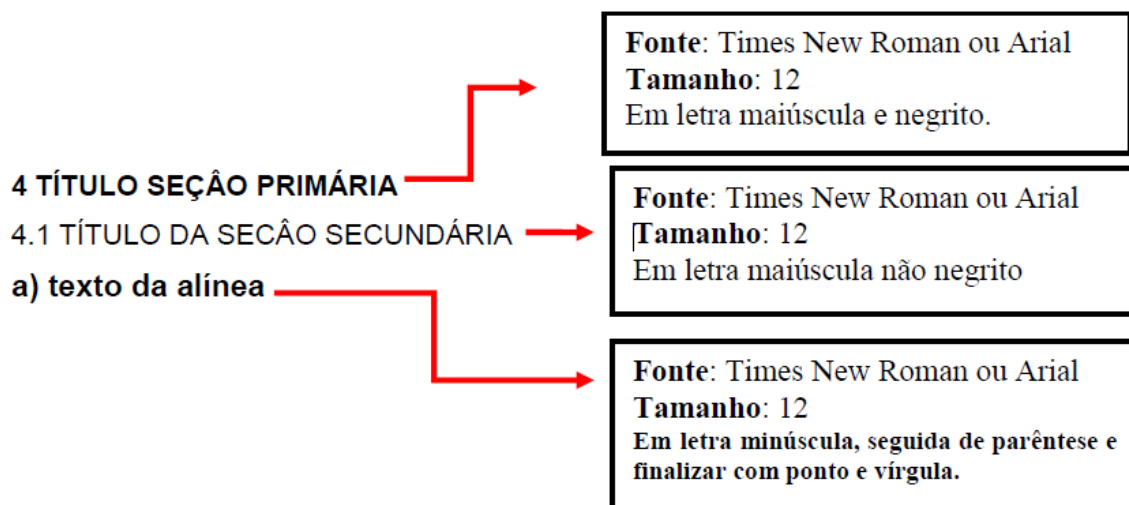 Fonte: Times New Roman ou Arial
Tamanho: 12
Em letra maiúscula e negrito.
4 TÍTULO SEÇÂO PRIMÁRIA
4.1 TÍTULO DA SECÂO SECUNDÁRIA
Fonte: Times New Roman ou Arial
Tamanho: 12
Em letra maiúscula não negrito
a) texto da alínea
Fonte: Times New Roman ou Arial
Tamanho: 12
Em letra minúscula, seguida de parêntese e
finalizar com ponto e vírgula.